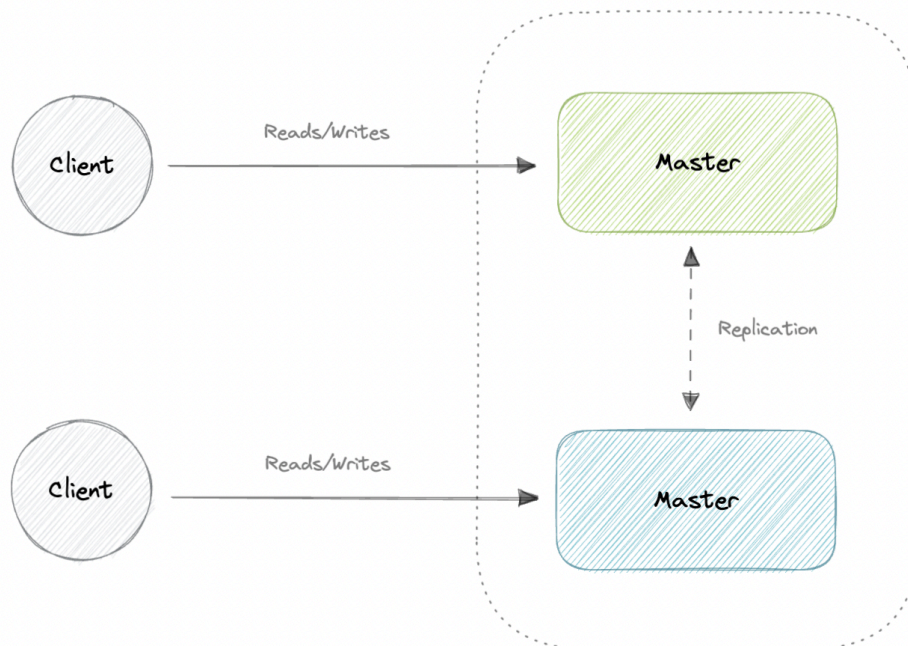 Client
Reads/Writes
Master
Replication
Client
Reads/Writes
Master